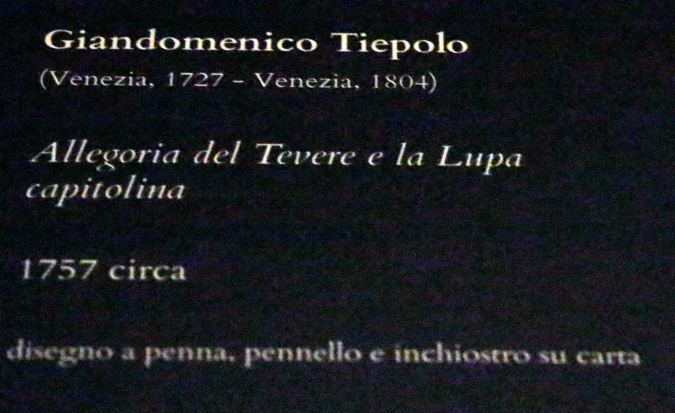 Giandomenico Tiepolo
(Venezia, 1727 – Venezia, 1804)
Allegoria del Tevere e la Lupa
capitolina
1757 circa
disegno a penna, pennello e inchiostro su carta